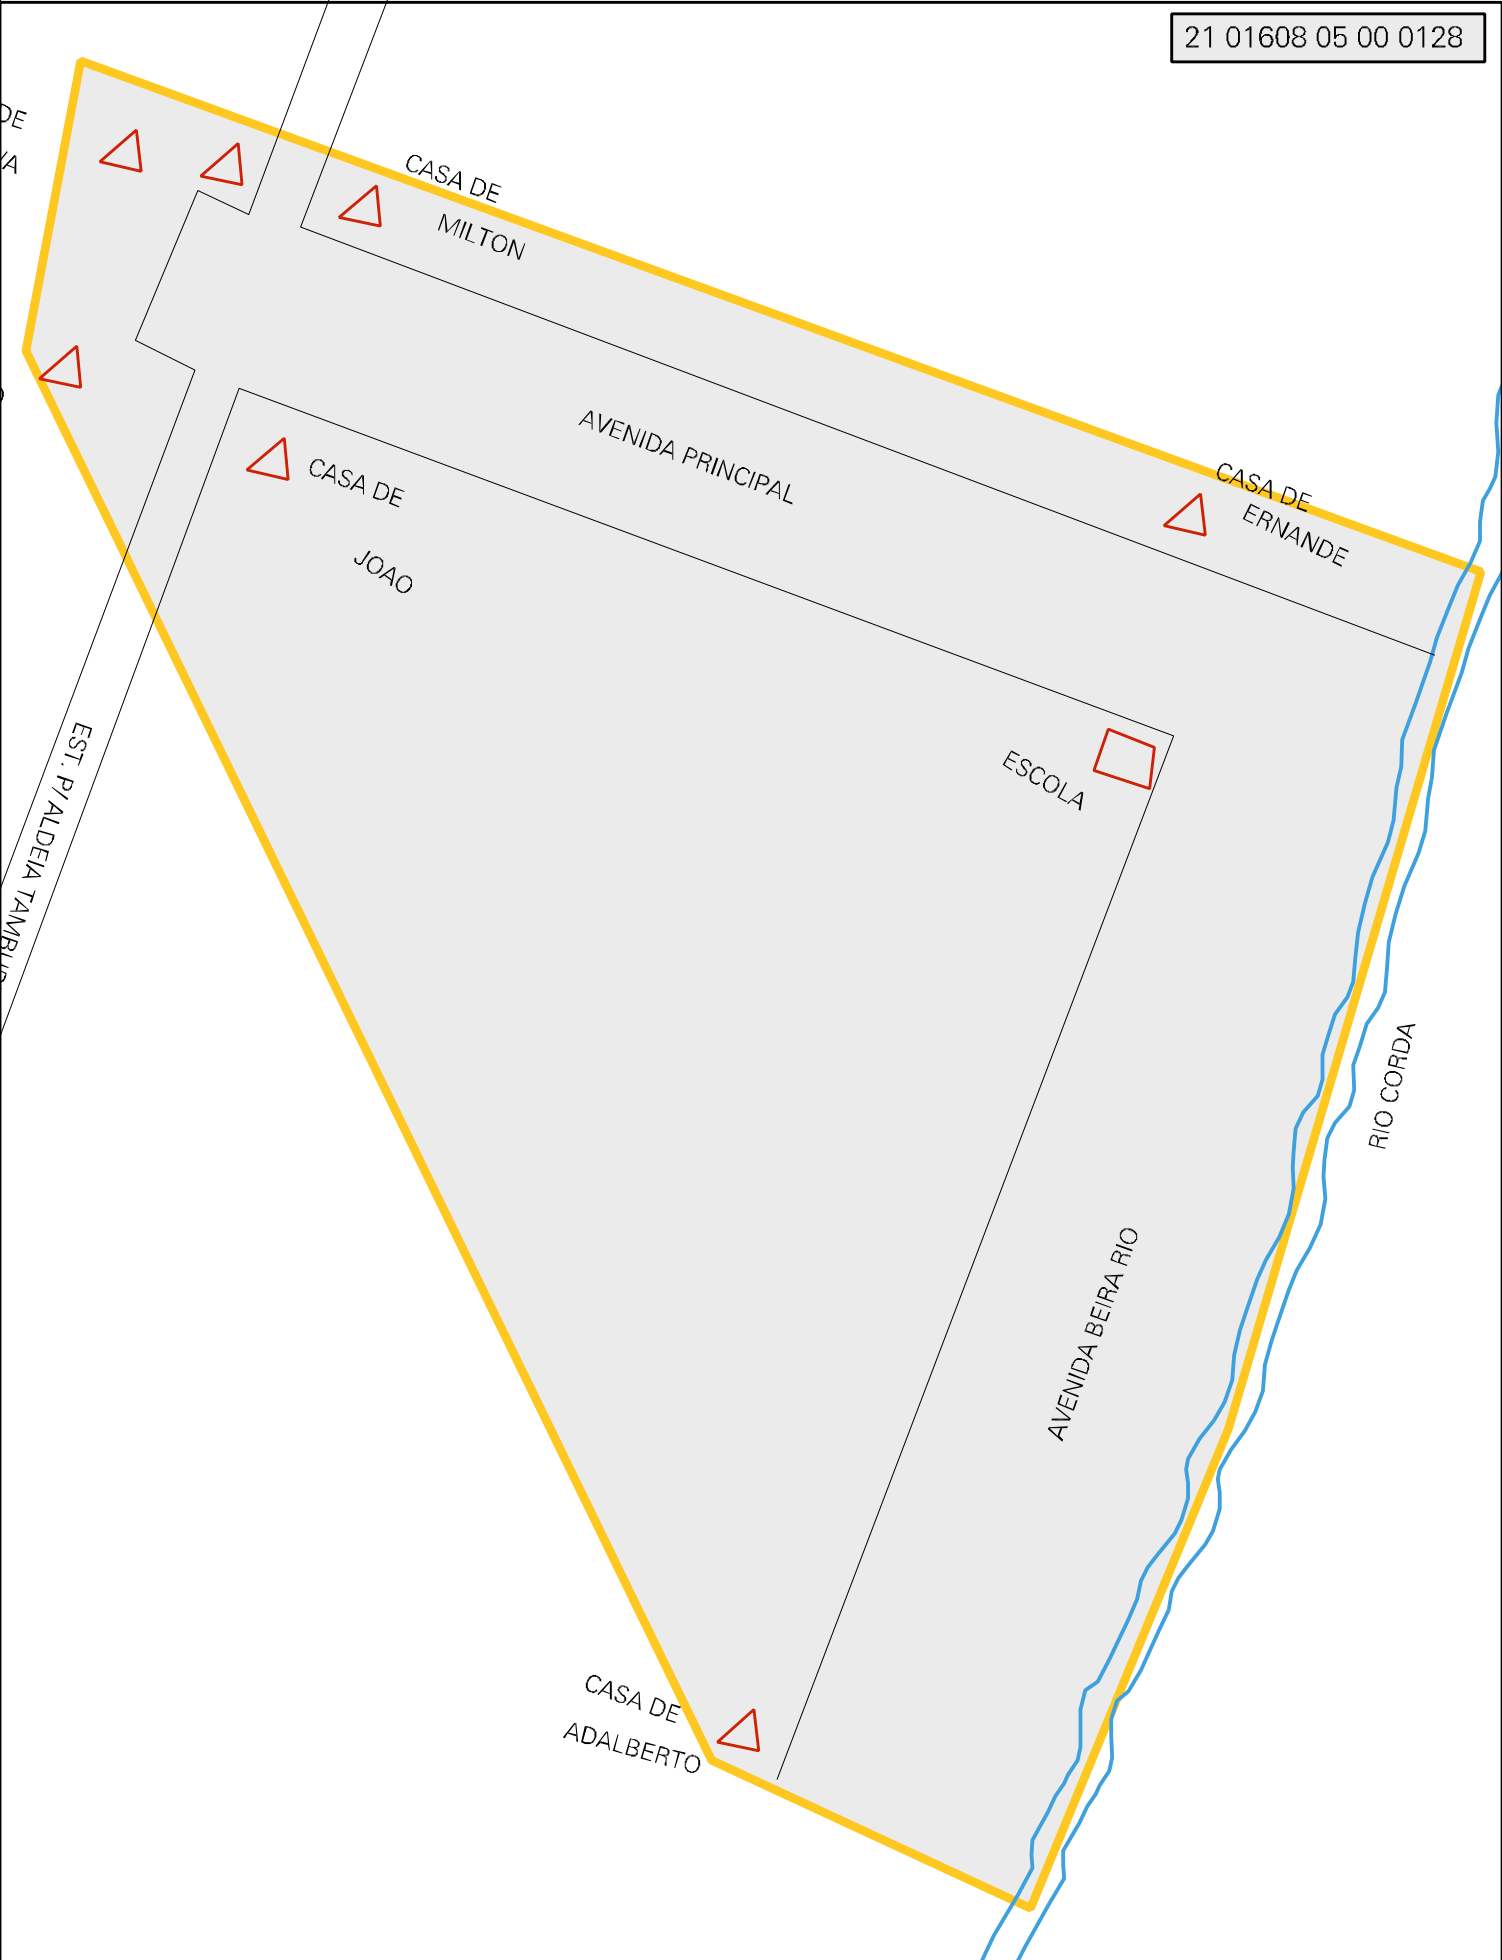 21 01608 05 00 0128
DE
CASA DE
MILTON
AVENIDA PRINCIPAL
CASA DE
ERNANDE
CASA DE
JOAO
EST. P/ ALDEIA
ESCOLA
RIO CORDA
AVENIDA BEIRA RIO
CASA DE
ADALBERTO